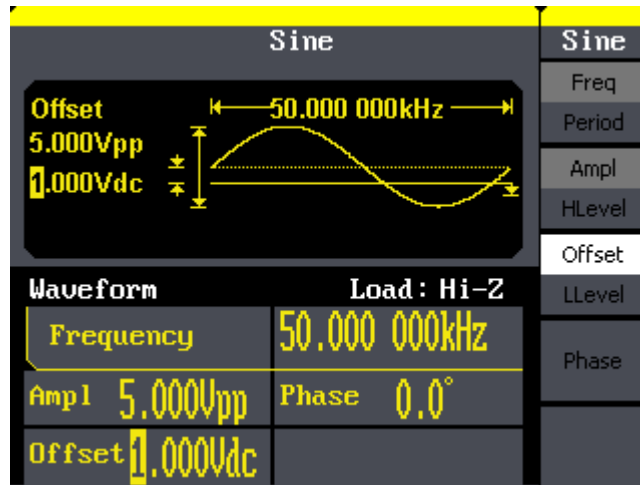 Sine
Sine
Offset
50.000 000kHz
5.000Vpp
1.000Vdc
Freq
Period
Ampl
HLevel
Offset
LLevel
Phase
Waveform Load: Hi-Z
Frequency 50.000 000kHz
Ampl 5.000Vpp Phase 0.0°
Offset 1.000Vdc